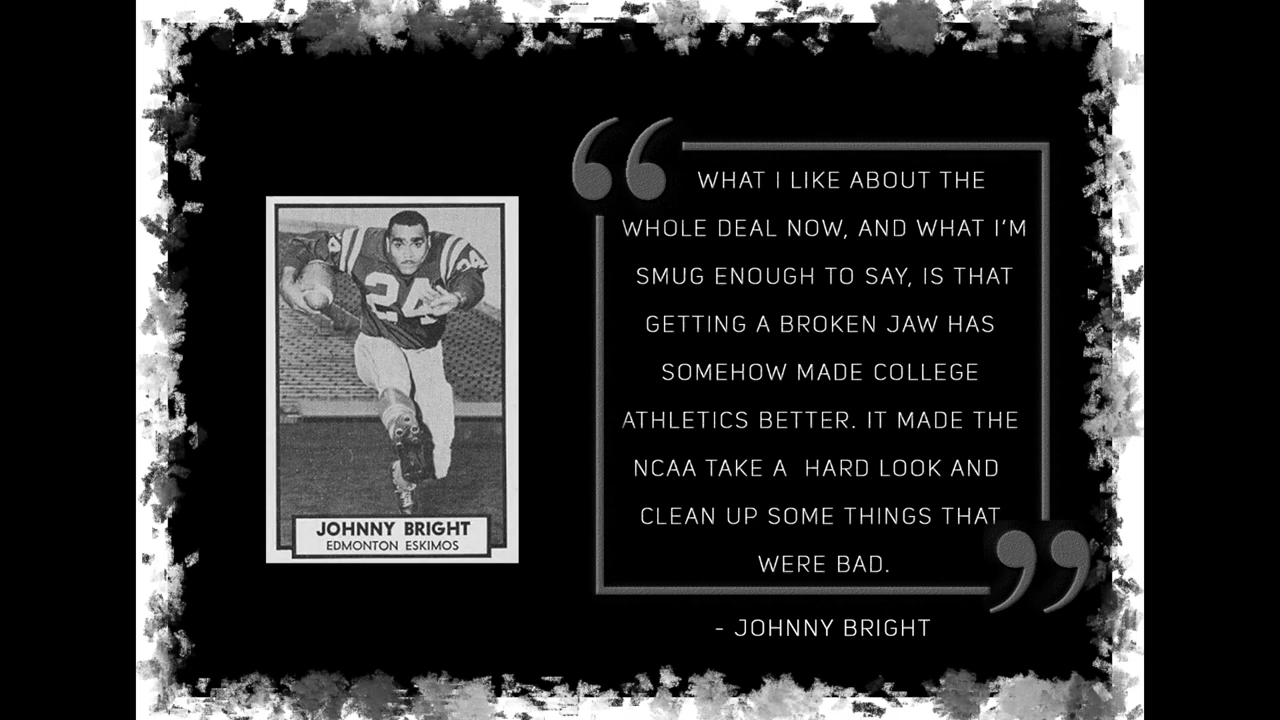 24
24
JOHNNY BRIGHT
EDMONTON ESKIMOS
WHAT I LIKE ABOUT THE
WHOLE DEAL NOW, AND WHAT I'M
SMUG ENOUGH TO SAY, IS THAT
GETTING A BROKEN JAW HAS
SOMEHOW MADE COLLEGE
ATHLETICS BETTER. IT MADE THE
NCAA TAKE A HARD LOOK AND
CLEAN UP SOME THINGS THAT
WERE BAD.
- JOHNNY BRIGHT